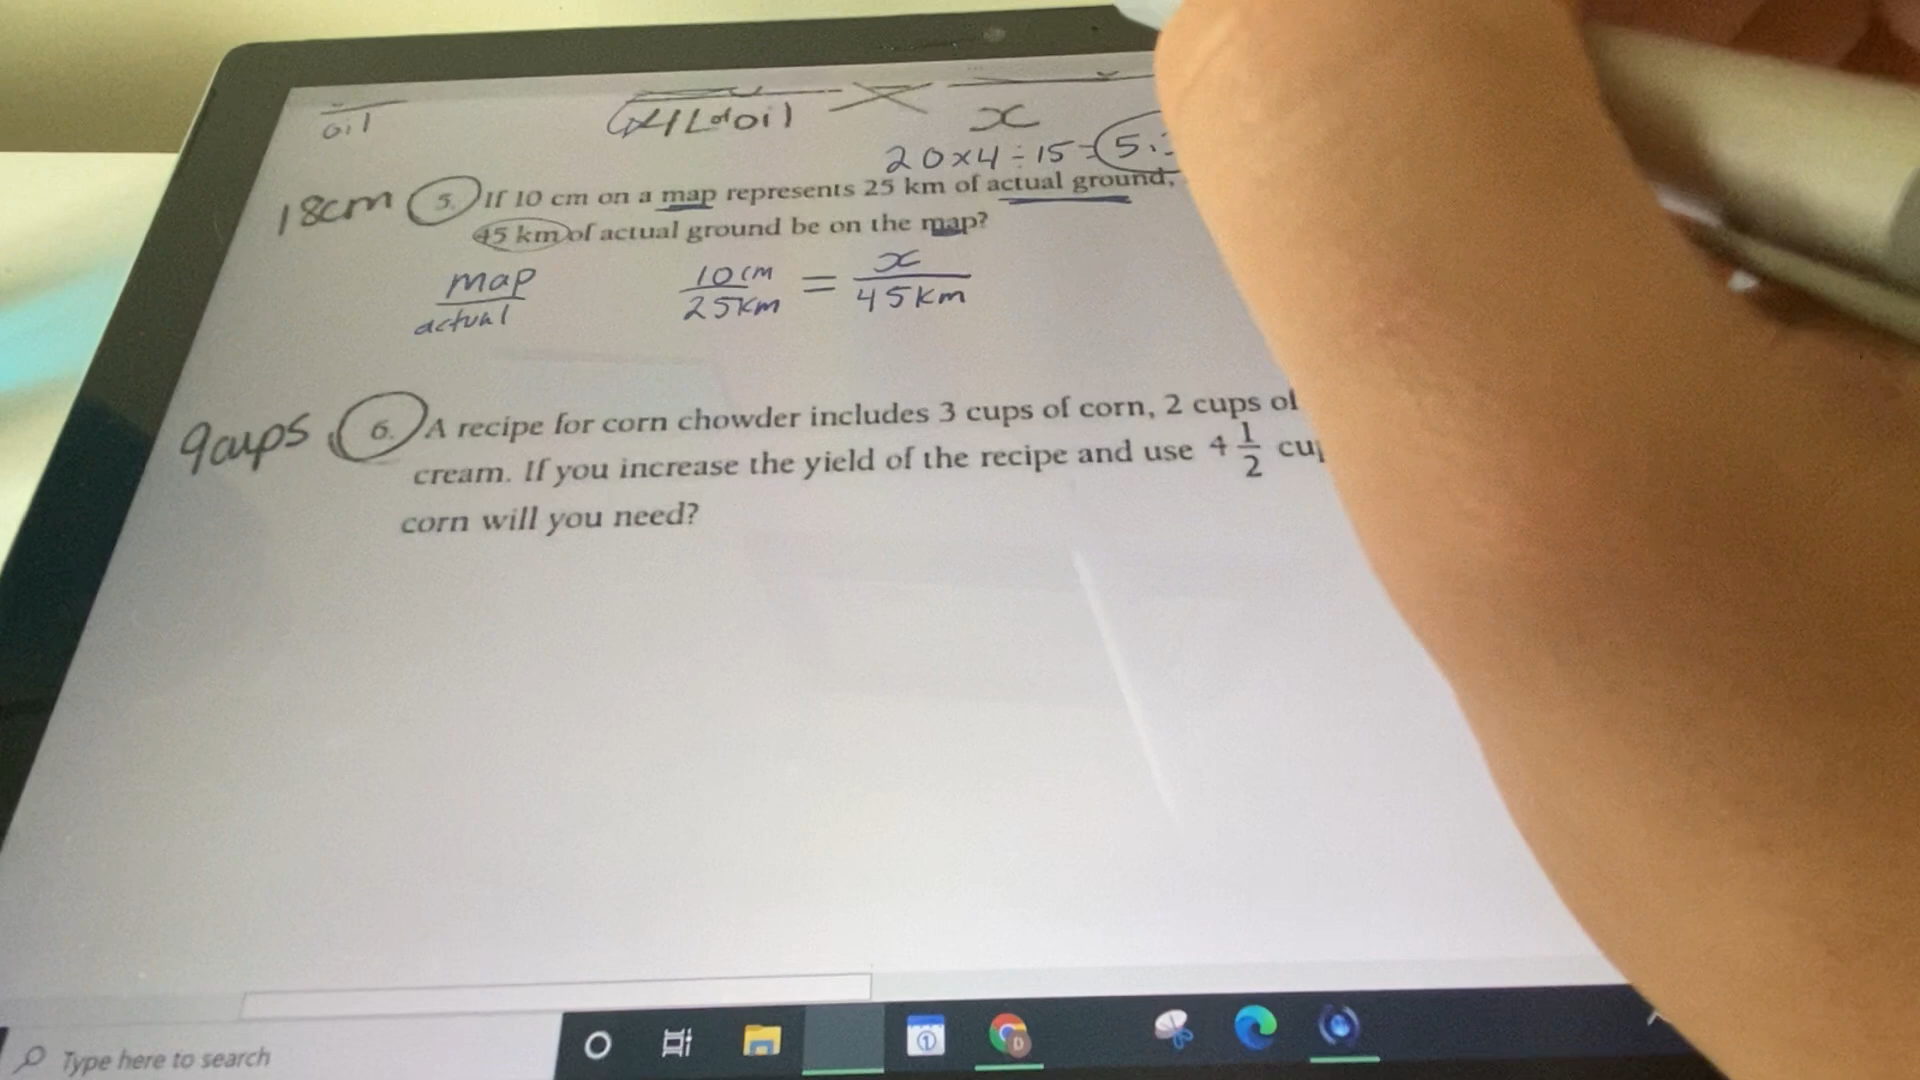 oil
4L of oil
x
20 x 4 ÷ 15 = 5.
18cm 5. If 10 cm on a map represents 25 km of actual ground,
45 km of actual ground be on the map?
map 10cm = x
actual 25km 45km
9cups 6. A recipe for corn chowder includes 3 cups of corn, 2 cups of
cream. If you increase the yield of the recipe and use 4 1/2
corn will you need?
Type here to search